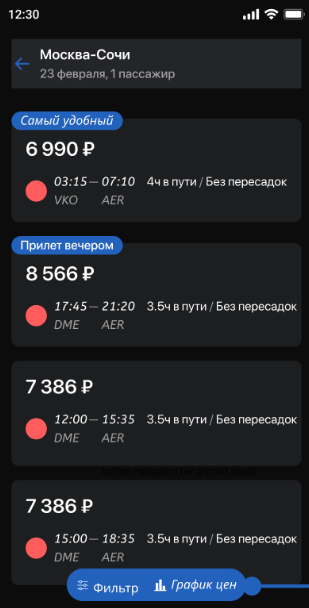 12:30
Москва-Сочи
23 февраля, 1 пассажир
Самый удобный
6 990 ₽
03:15 — 07:10 4ч в пути / Без пересадок
VKO AER
Прилет вечером
8 566 ₽
17:45 — 21:20 3.5ч в пути / Без пересадок
DME AER
7 386 ₽
12:00 — 15:35 3.5ч в пути / Без пересадок
DME AER
7 386 ₽
15:00 — 18:35 3.5ч в пути / Без пересадок
DME AER
Фильтр График цен